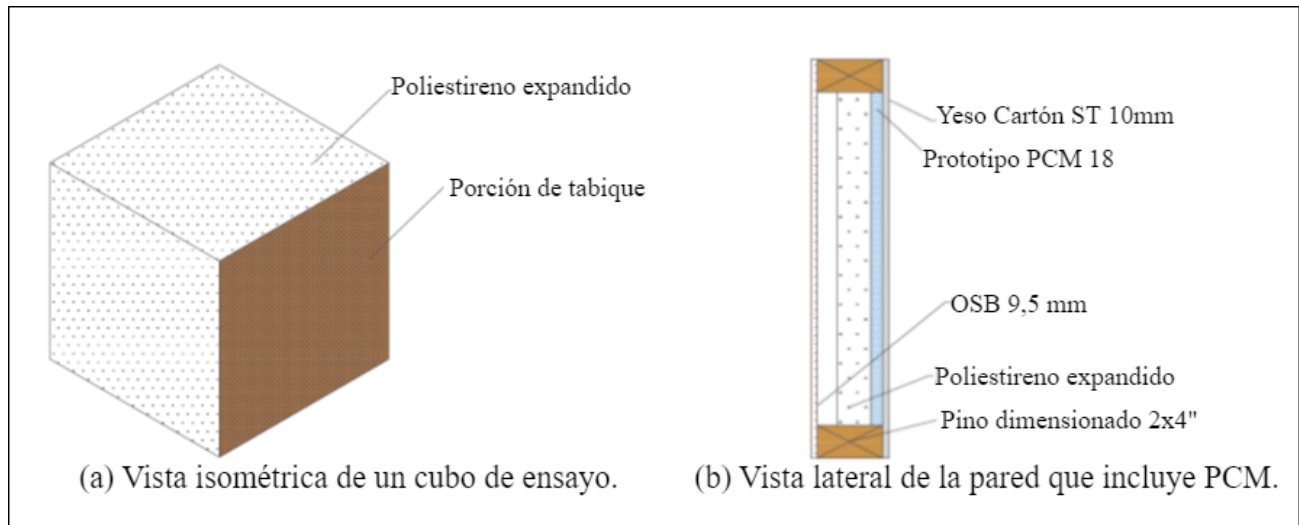 Poliestireno expandido
Porción de tabique
(a) Vista isométrica de un cubo de ensayo.
Yeso Cartón ST 10mm
Prototipo PCM 18
OSB 9,5 mm
Poliestireno expandido
Pino dimensionado 2x4"
(b) Vista lateral de la pared que incluye PCM.